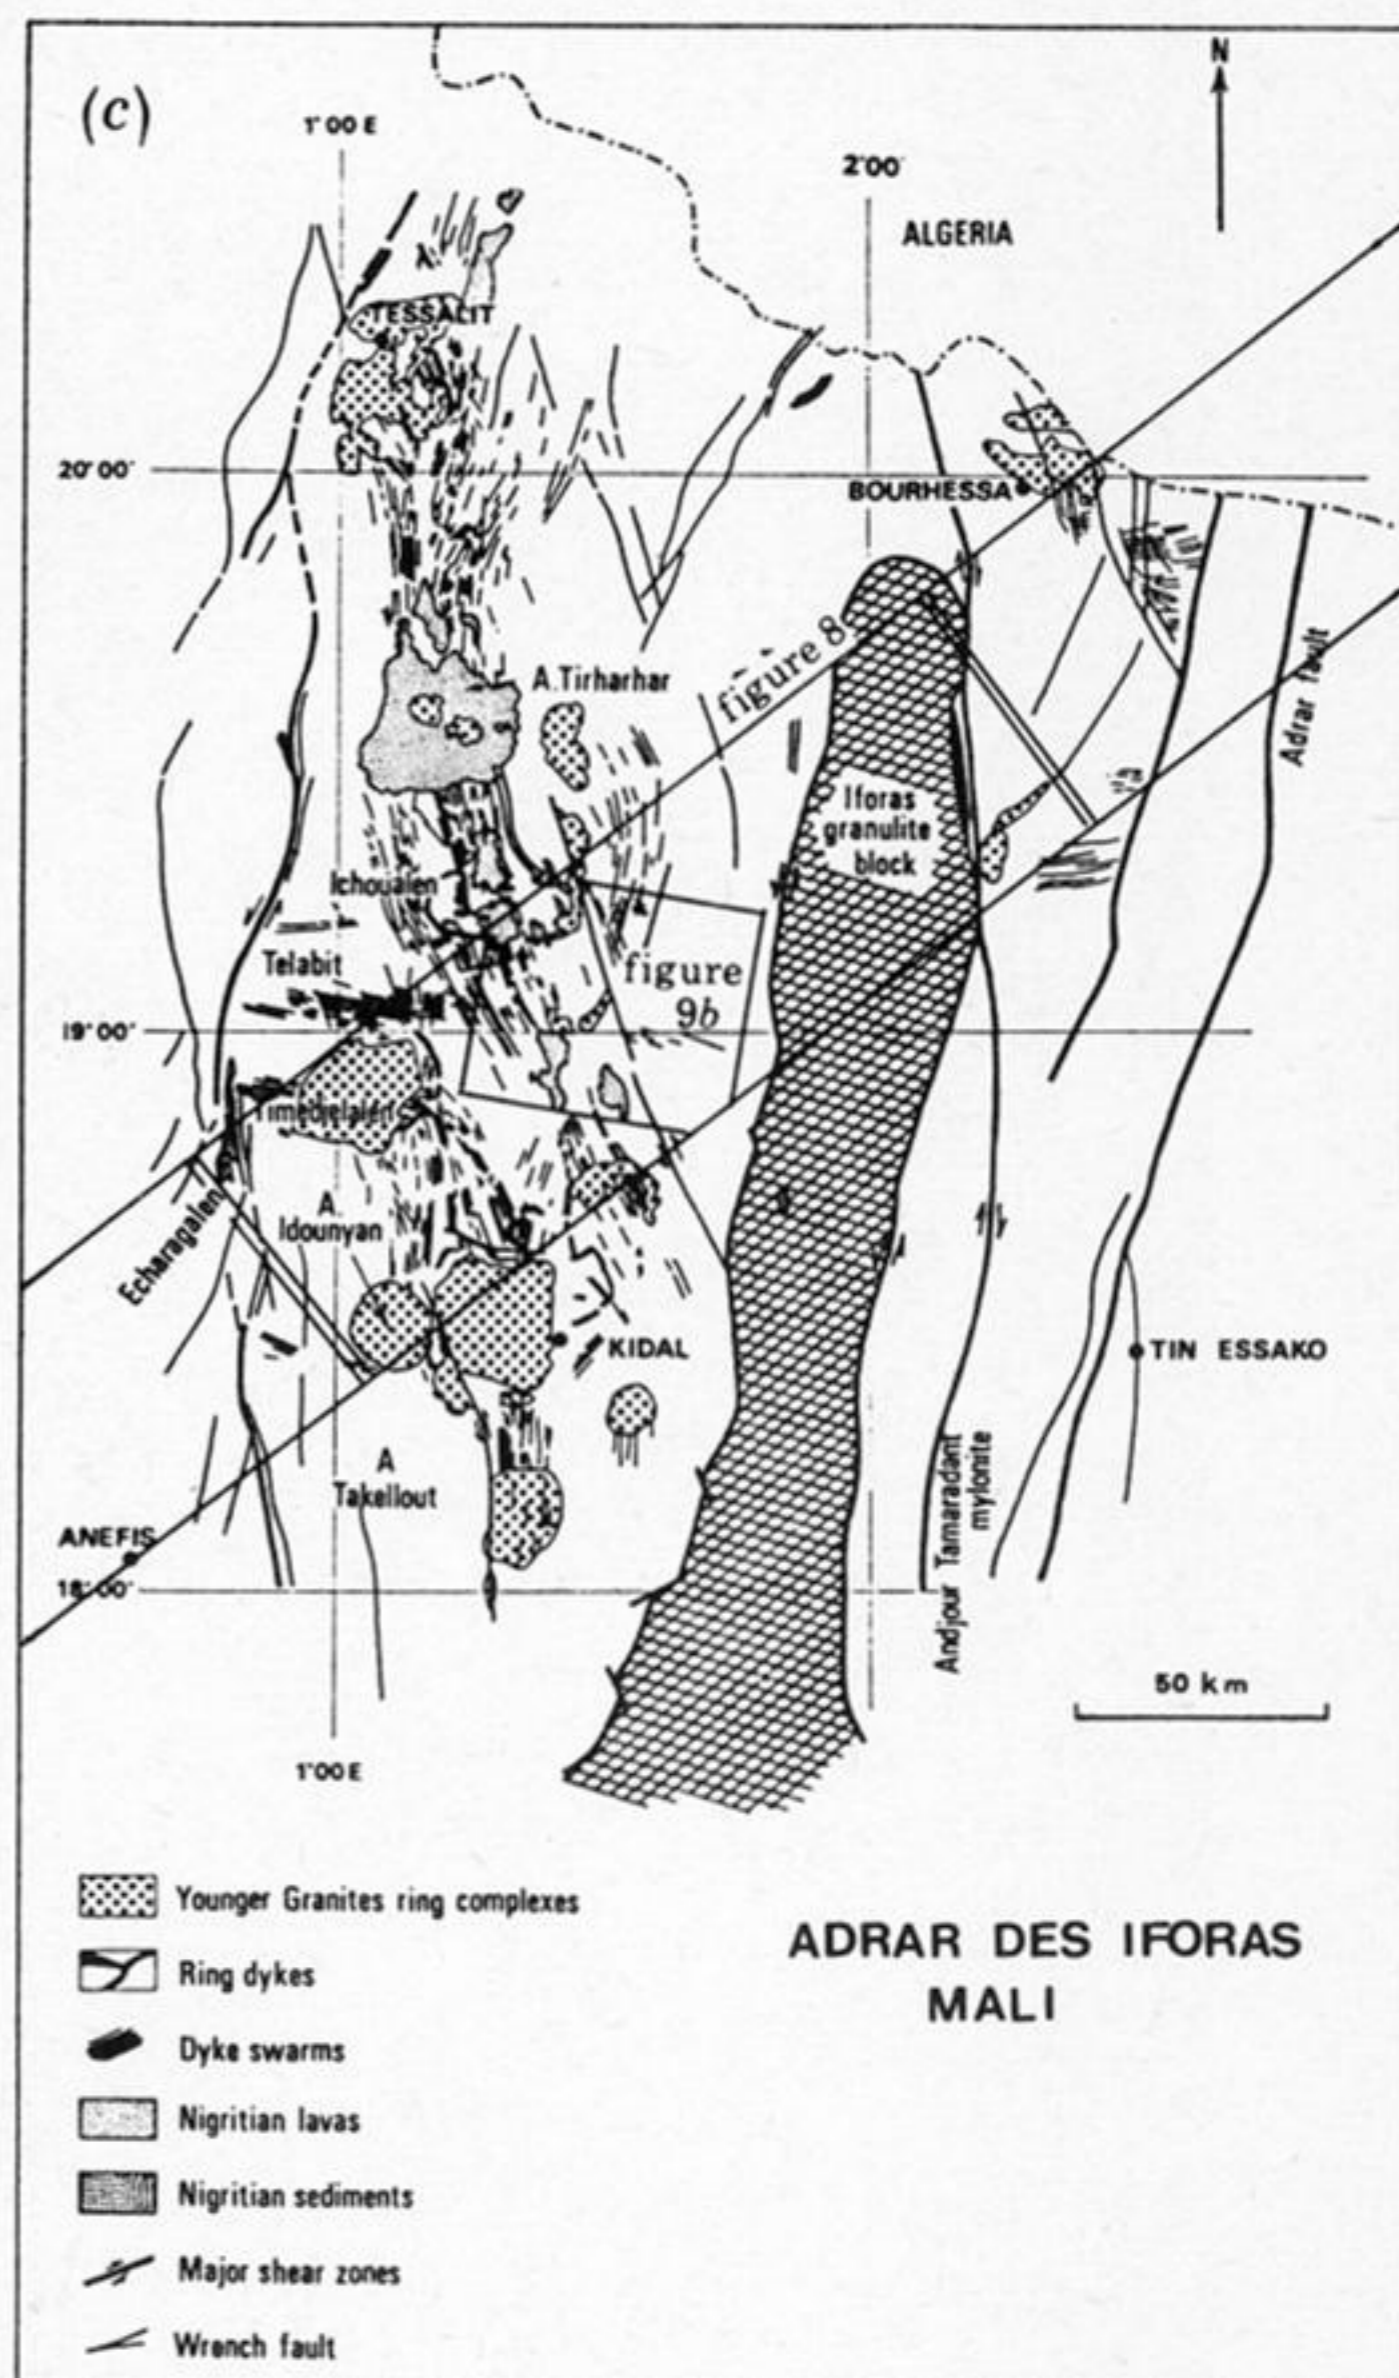 (c)
N
1°00 E
2°00'
ALGERIA
TESSALIT
20°00'
BOURHESSA
A.Tirharhar
figure 8
Adrar fault
Iforas
granulite
block
Ichoualen
Telabit
figure
9b
19°00'
Timedjelalen
A.
Idounyan
Echaragalen
KIDAL
TIN ESSAKO
A
Takellout
Andjour Tamaradant
mylonite
ANEFIS
18°00'
50 km
1°00 E
Younger Granites ring complexes
Ring dykes
Dyke swarms
Nigritian lavas
Nigritian sediments
Major shear zones
Wrench fault
ADRAR DES IFORAS
MALI